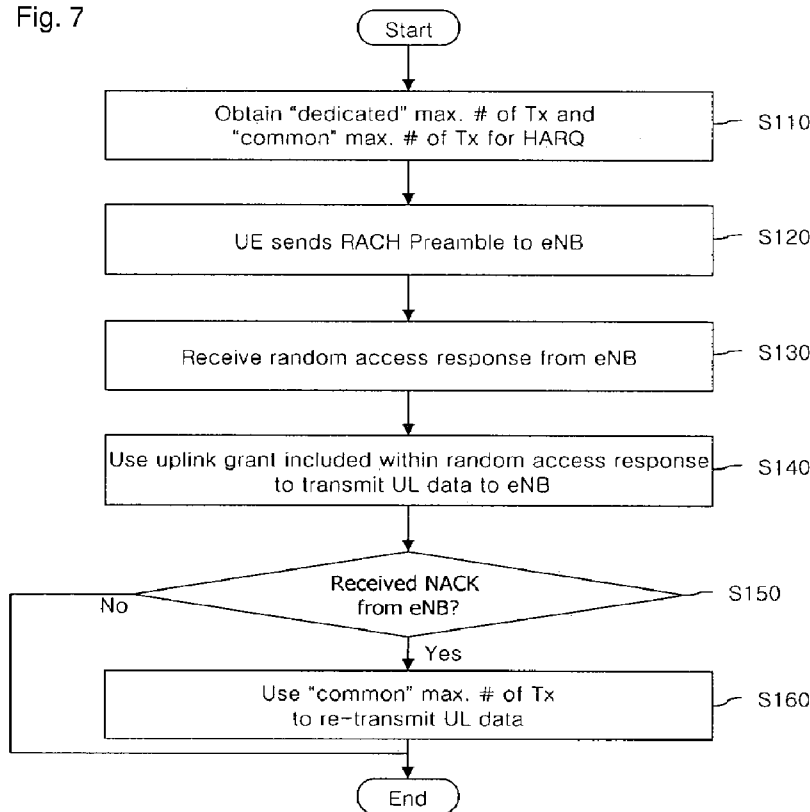 Fig. 7
Start
Obtain "dedicated" max. # of Tx and
"common" max. # of Tx for HARQ
S110
UE sends RACH Preamble to eNB
S120
Receive random access response from eNB
S130
Use uplink grant included within random access response
to transmit UL data to eNB
S140
Received NACK
from eNB?
S150
No
Yes
Use "common" max. # of Tx
to re-transmit UL data
S160
End